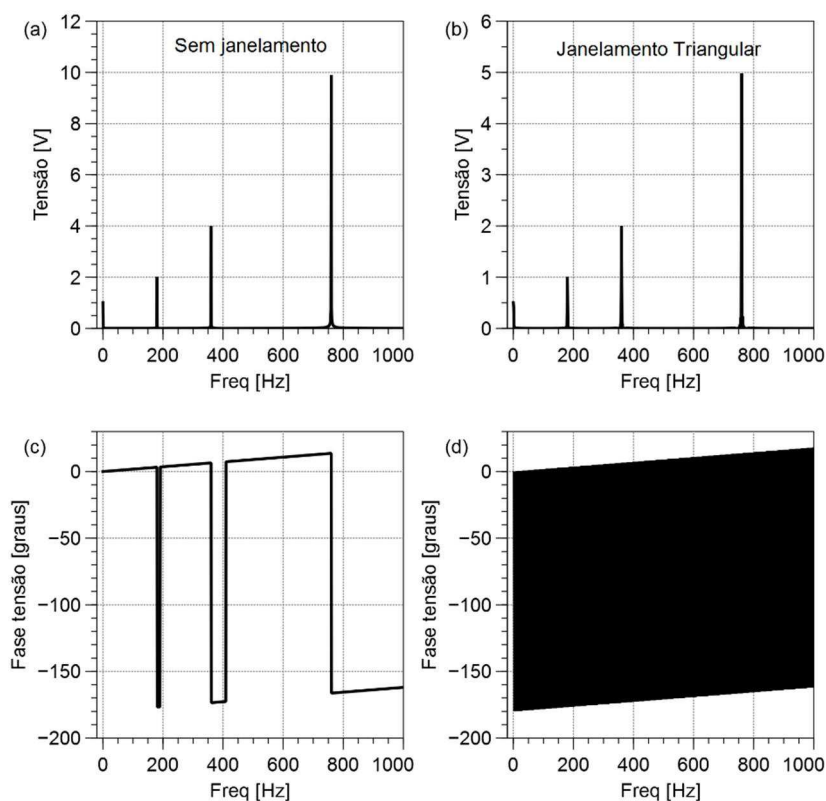 (a)
Sem janelamento
Tensão [V]
12
10
8
6
4
2
0
0 200 400 600 800 1000
Freq [Hz]
(b)
Janelamento Triangular
Tensão [V]
6
5
4
3
2
1
0
0 200 400 600 800 1000
Freq [Hz]
(c)
Fase tensão [graus]
0
−50
−100
−150
−200
0 200 400 600 800 1000
Freq [Hz]
(d)
Fase tensão [graus]
0
−50
−100
−150
−200
0 200 400 600 800 1000
Freq [Hz]